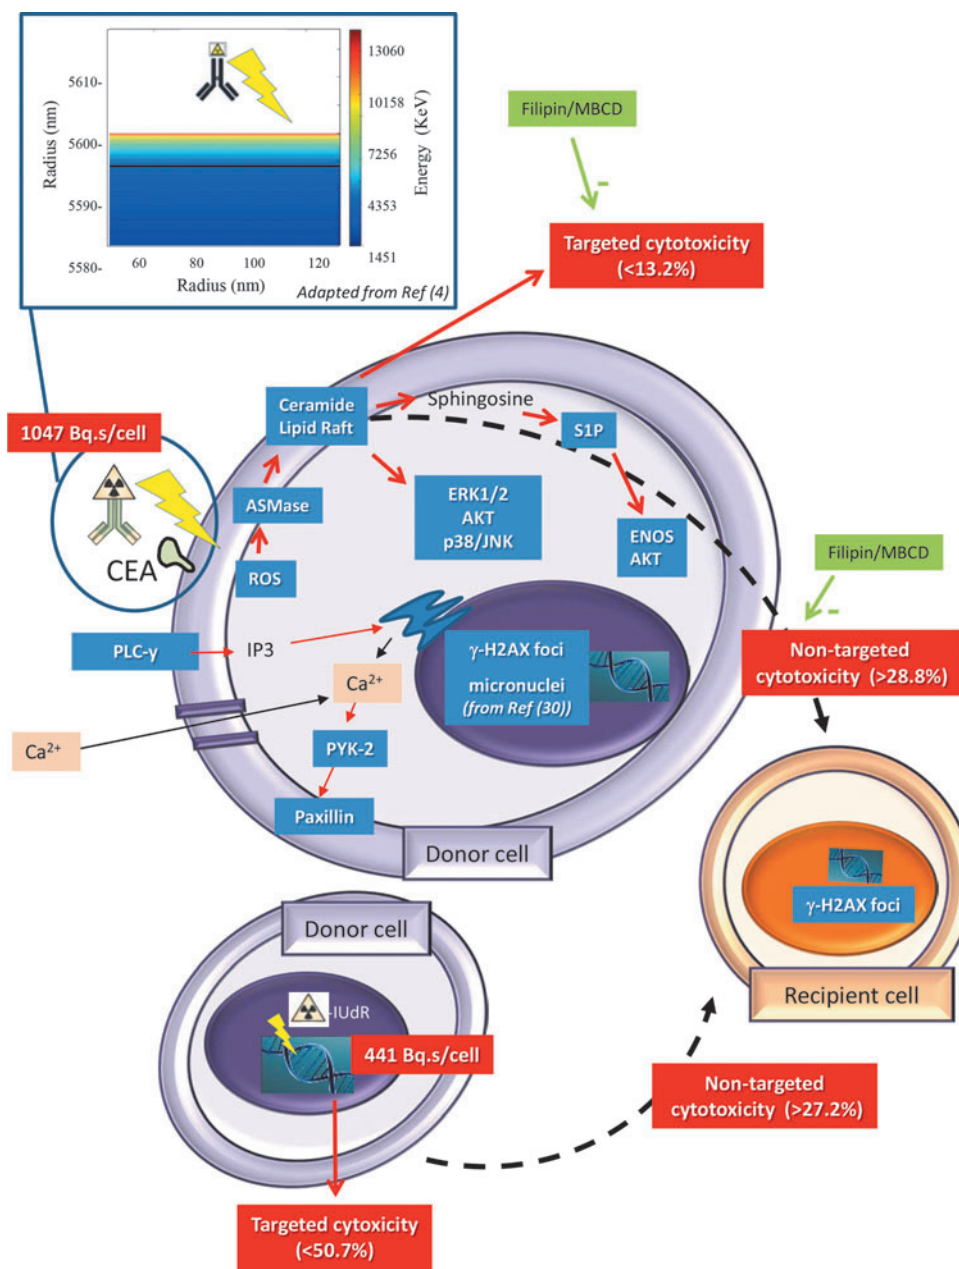 13060
10158
7256
4353
1451
Energy (KeV)
5610-
5600-
5590-
5580-
Radius (nm)
60
80
100
120
Radius (nm)
Adapted from Ref (4)
Filipin/MBCD
-
Targeted cytotoxicity
(<13.2%)
1047 Bq.s/cell
CEA
Ceramide
Lipid Raft
Sphingosine
S1P
ASMase
ROS
ERK1/2
AKT
p38/JNK
ENOS
AKT
Filipin/MBCD
-
Non-targeted
cytotoxicity (>28.8%)
PLC-γ
IP3
γ-H2AX foci
micronuclei
(from Ref (30))
Ca²⁺
Ca²⁺
PYK-2
Paxillin
Donor cell
γ-H2AX foci
Recipient cell
Donor cell
-IUdR
441 Bq.s/cell
Non-targeted
cytotoxicity (>27.2%)
Targeted cytoxicity
(<50.7%)